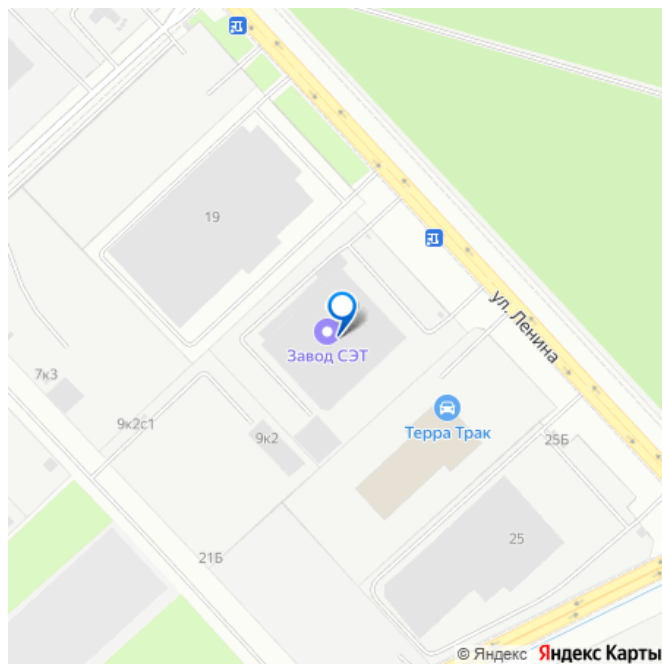 19
ул. Ленина
Завод СЭТ
7к3
9к2с1
9к2
Терра Трак
25Б
25
21Б
© Яндекс Яндекс Карты